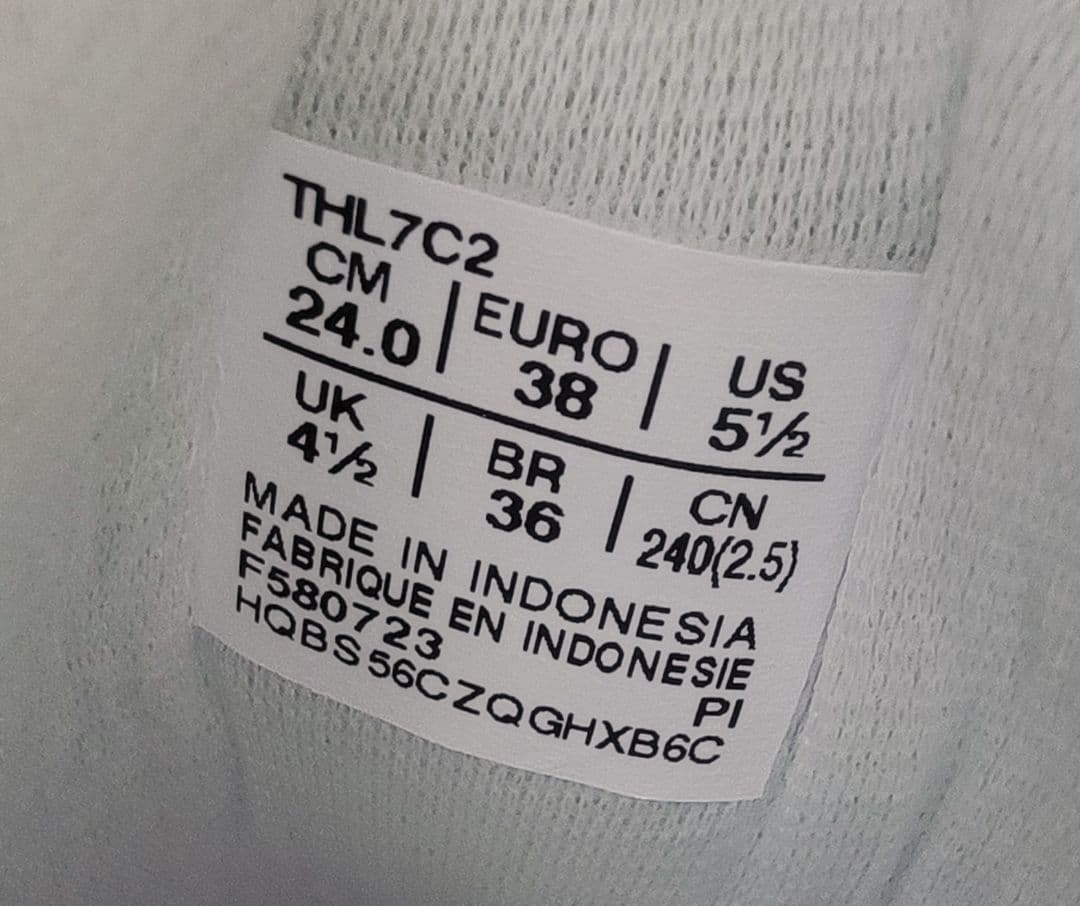 THL7C2
CM | EURO | US
24.0 | 38 | 5½
UK | BR | CN
4½ | 36 | 240(2.5)
MADE IN INDONESIA
FABRIQUE EN INDONESIE
F580723 PI
HQBS56CZQGHXB6C